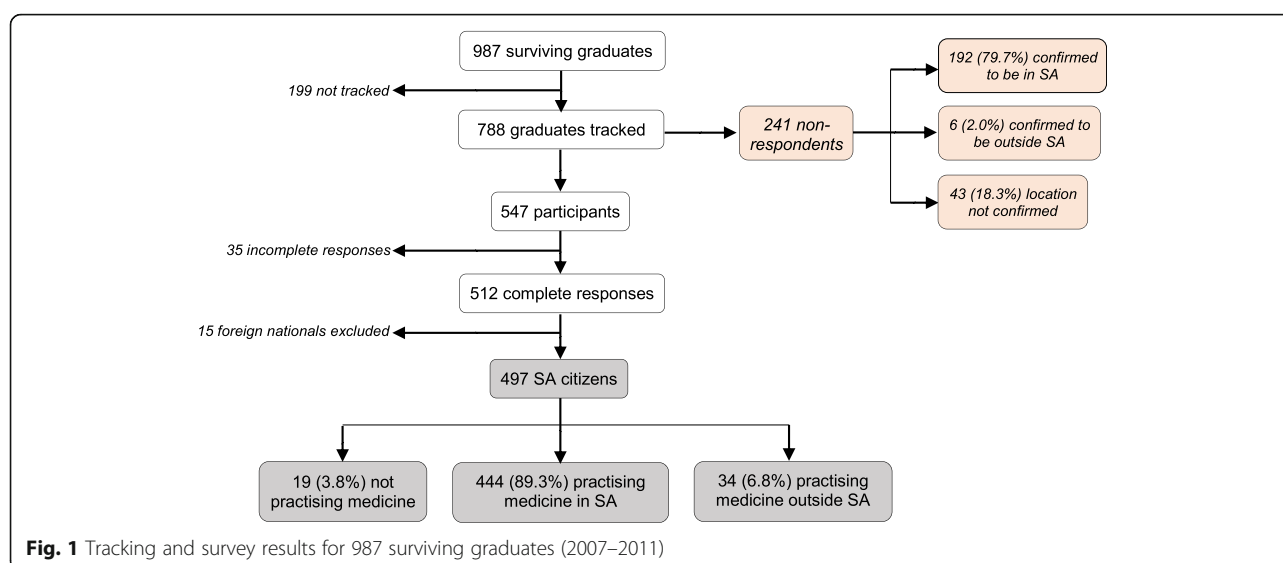 987 surviving graduates
199 not tracked
788 graduates tracked
241 non-
respondents
192 (79.7%) confirmed
to be in SA
6 (2.0%) confirmed to
be outside SA
43 (18.3%) location
not confirmed
547 participants
35 incomplete responses
512 complete responses
15 foreign nationals excluded
497 SA citizens
19 (3.8%) not
practising medicine
444 (89.3%) practising
medicine in SA
34 (6.8%) practising
medicine outside SA
Fig. 1 Tracking and survey results for 987 surviving graduates (2007–2011)